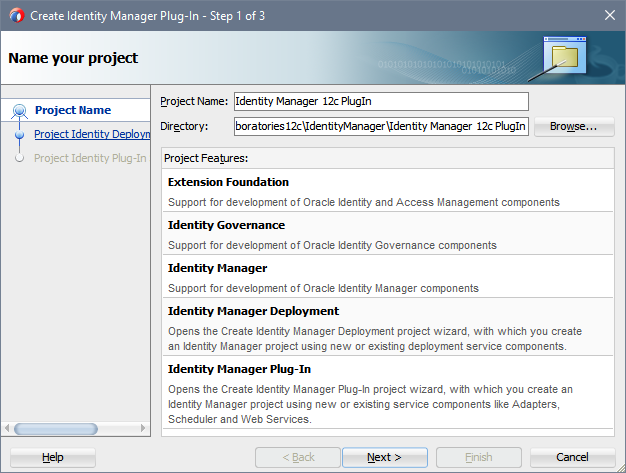 Create Identity Manager Plug-In - Step 1 of 3
Name your project
Project Name
Project Identity Deployn
Project Identity Plug-In
Project Name: Identity Manager 12c PlugIn
Directory: boratories12c\IdentityManager\Identity Manager 12c PlugIn Browse...
Project Features:
Extension Foundation
Support for development of Oracle Identity and Access Management components
Identity Governance
Support for development of Oracle Identity Governance components
Identity Manager
Support for development of Oracle Identity Manager components
Identity Manager Deployment
Opens the Create Identity Manager Deployment project wizard, with which you create
an Identity Manager project using new or existing deployment service components.
Identity Manager Plug-In
Opens the Create Identity Manager Plug-In project wizard, with which you create an
Identity Manager project using new or existing service components like Adapters,
Scheduler and Web Services.
Help < Back Next > Finish Cancel